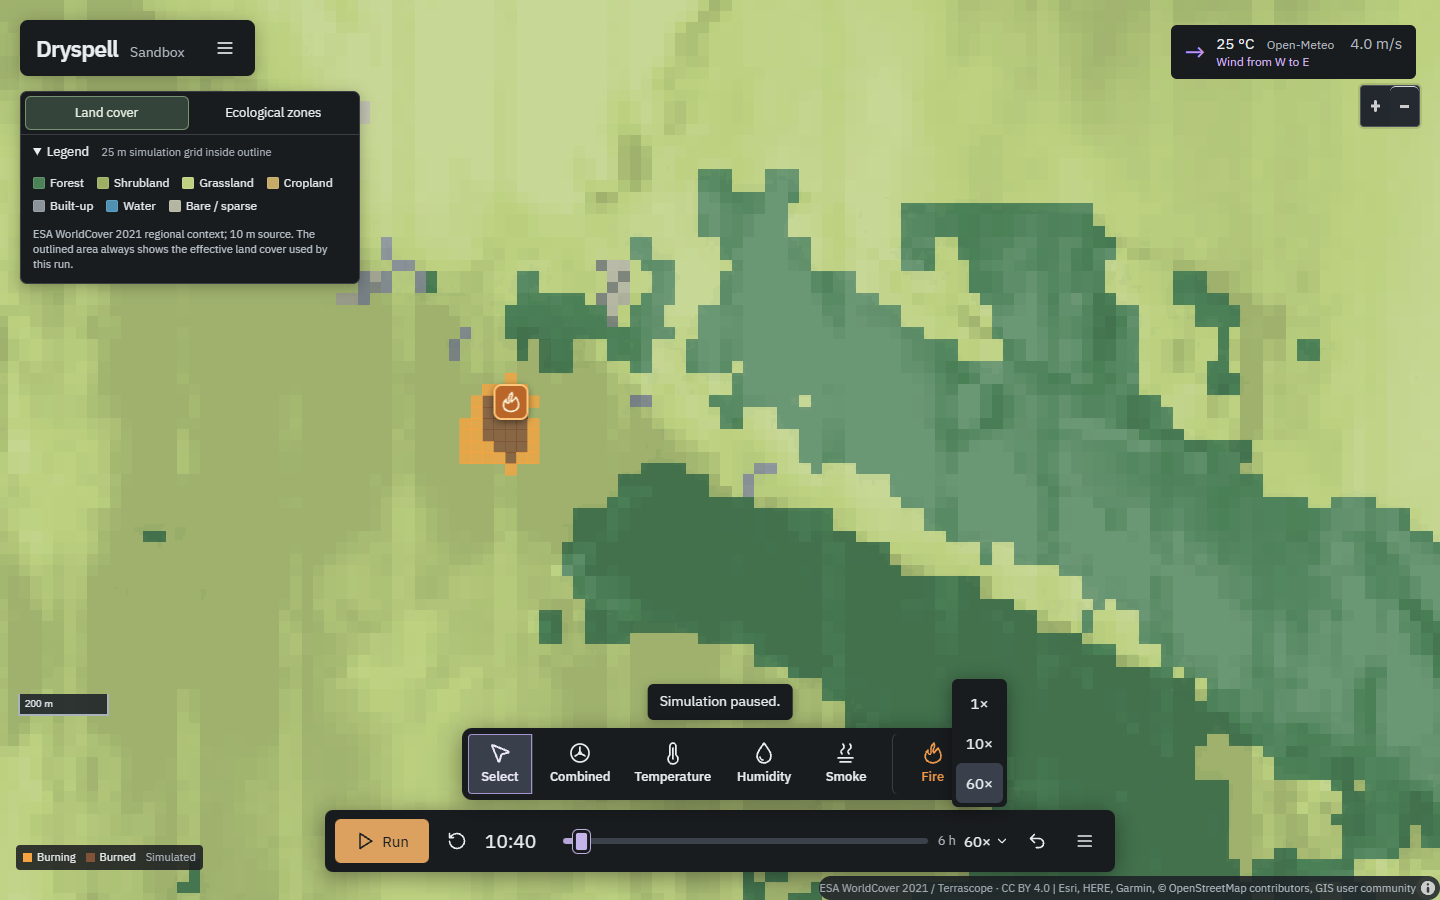 Dryspell Sandbox
25 °C Open-Meteo 4.0 m/s
Wind from W to E
+ −
Land cover Ecological zones
▼ Legend 25 m simulation grid inside outline
Forest Shrubland Grassland Cropland
Built-up Water Bare / sparse
ESA WorldCover 2021 regional context; 10 m source. The
outlined area always shows the effective land cover used by
this run.
200 m
Simulation paused.
1×
10×
60×
Select Combined Temperature Humidity Smoke Fire
Run 10:40 6 h 60×
Burning Burned Simulated
ESA WorldCover 2021 / Terrascope · CC BY 4.0 | Esri, HERE, Garmin, © OpenStreetMap contributors, GIS user community